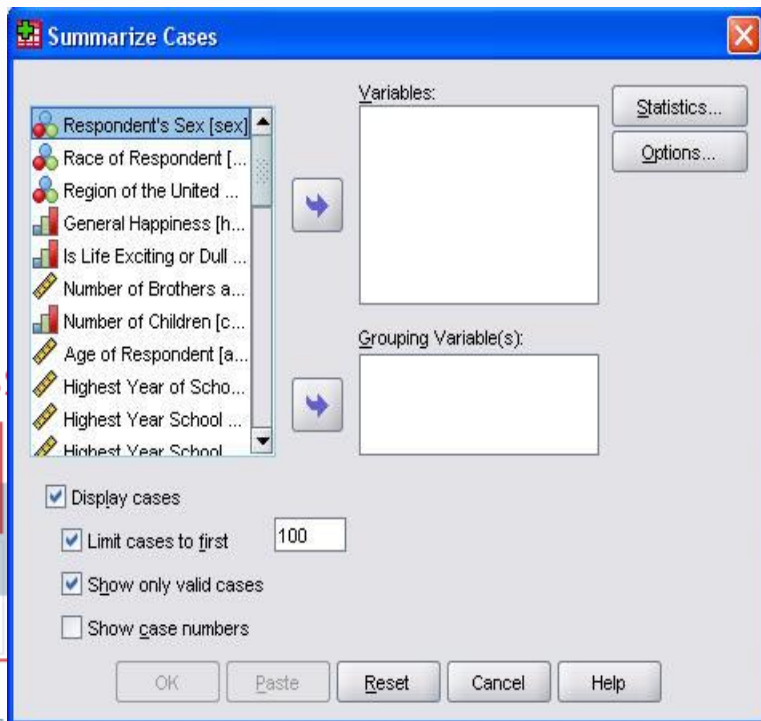 Summarize Cases
Respondent's Sex [sex]
Race of Respondent [...
Region of the United ...
General Happiness [h...
Is Life Exciting or Dull ...
Number of Brothers a...
Number of Children [c...
Age of Respondent [a...
Highest Year of Scho...
Highest Year School ...
Highest Year School
Variables:
Grouping Variable(s):
Statistics...
Options...
Display cases
Limit cases to first 100
Show only valid cases
Show case numbers
OK Paste Reset Cancel Help